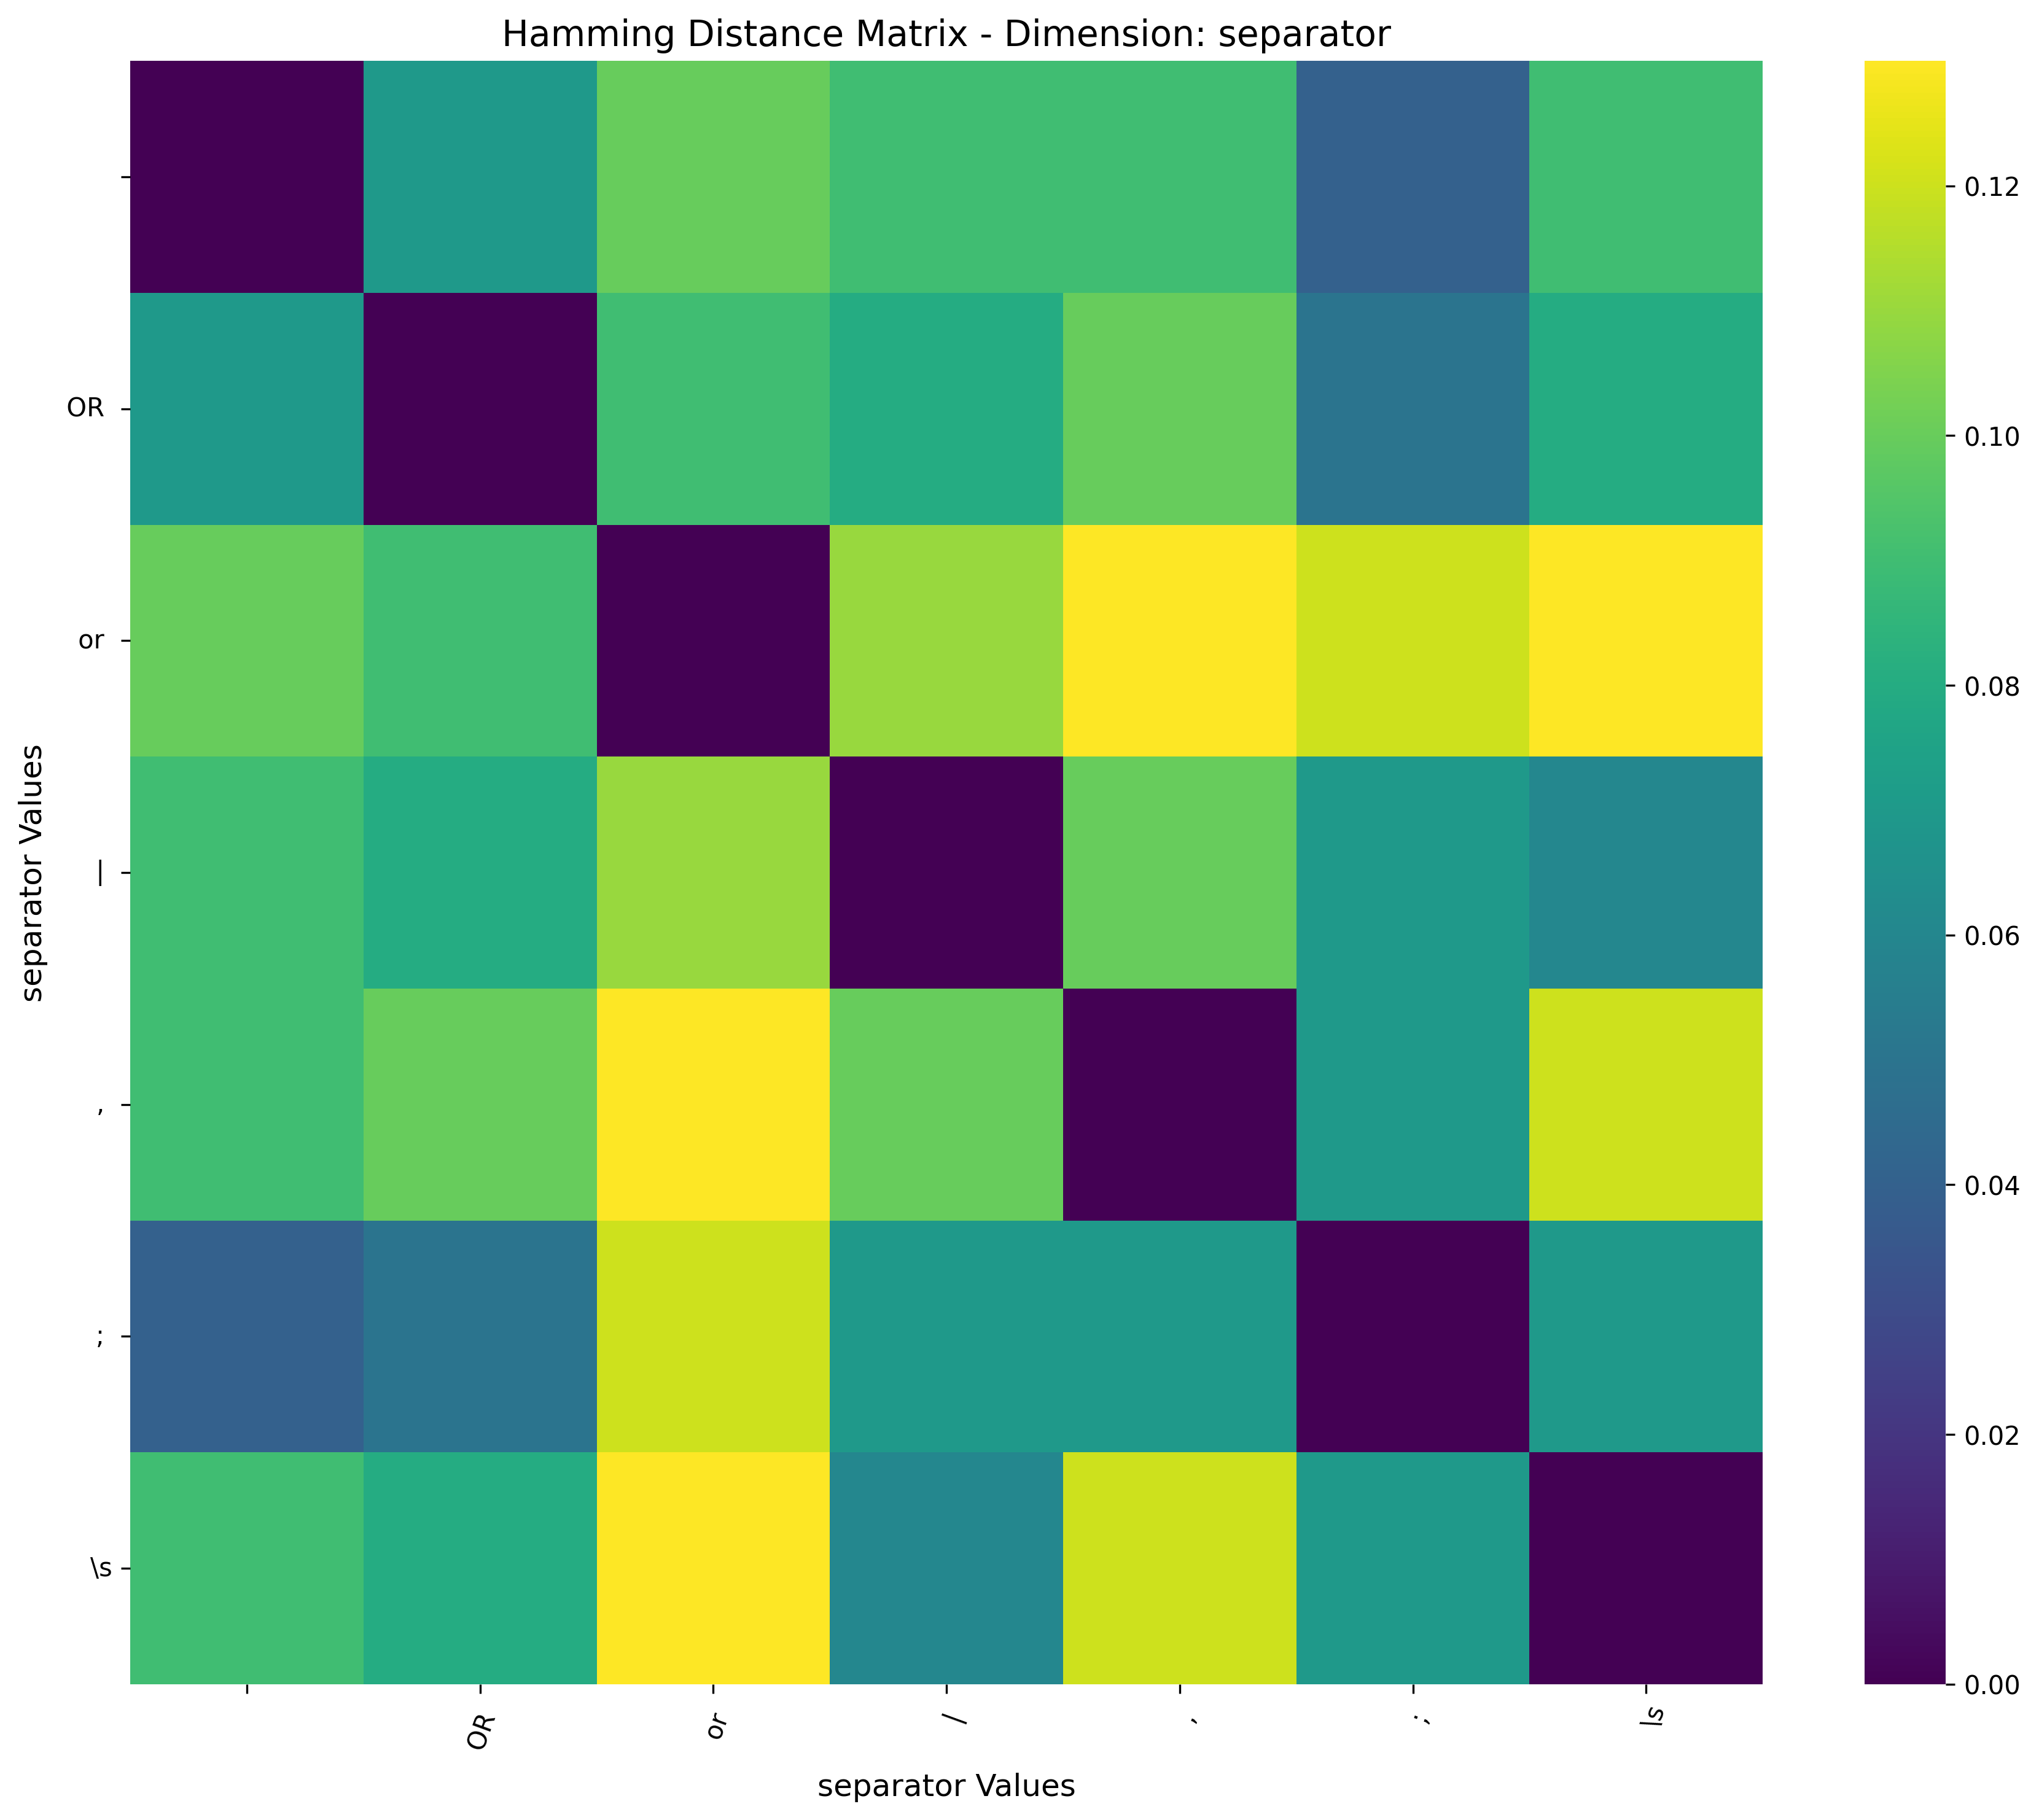 Hamming Distance Matrix - Dimension: separator
separator Values
OR
or
|
,
;
\s
OR
or
|
,
;
\s
separator Values
0.12
0.10
0.08
0.06
0.04
0.02
0.00